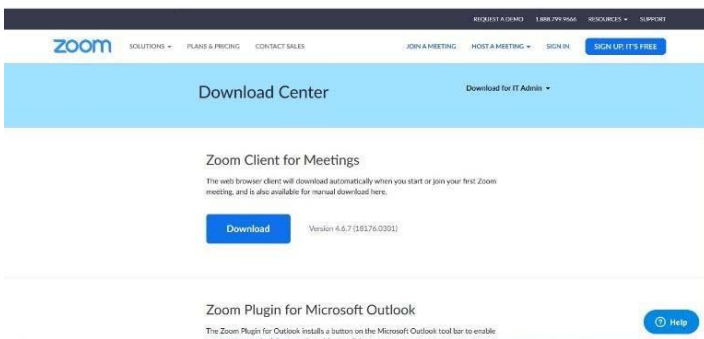 REQUEST A DEMO 1.888.799.9666 RESOURCES SUPPORT
zoom SOLUTIONS PLANS & PRICING CONTACT SALES JOIN A MEETING HOST A MEETING SIGN IN SIGN UP, IT'S FREE
Download Center Download for IT Admin
Zoom Client for Meetings
The web browser client will download automatically when you start or join your first Zoom
meeting, and is also available for manual download here.
Download Version 4.6.7 (18176.0301)
Zoom Plugin for Microsoft Outlook
Help
The Zoom Plugin for Outlook installs a button on the Microsoft Outlook tool bar to enable